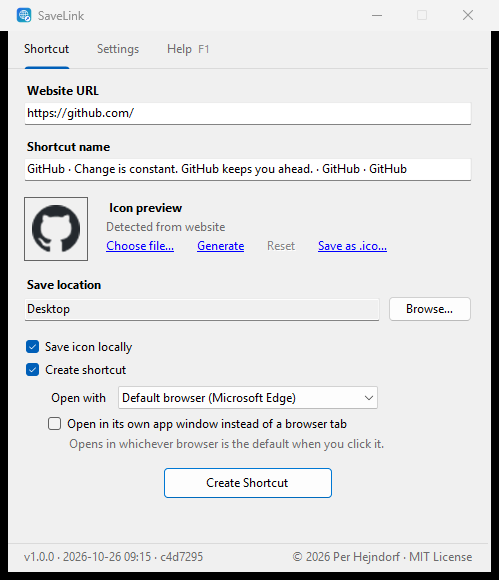 SaveLink
Shortcut Settings Help F1
Website URL
https://github.com/
Shortcut name
GitHub · Change is constant. GitHub keeps you ahead. · GitHub · GitHub
Icon preview
Detected from website
Choose file... Generate Reset Save as .ico...
Save location
Desktop Browse...
Save icon locally
Create shortcut
Open with Default browser (Microsoft Edge)
Open in its own app window instead of a browser tab
Opens in whichever browser is the default when you click it.
Create Shortcut
v1.0.0 · 2026-10-26 09:15 · c4d7295 © 2026 Per Hejndorf · MIT License